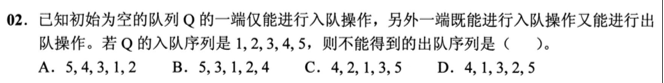 02. 已知初始为空的队列 Q 的一端仅能进行入队操作，另外一端既能进行入队操作又能进行出
队操作。若 Q 的入队序列是 1, 2, 3, 4, 5，则不能得到的出队序列是（ ）。
A. 5, 4, 3, 1, 2 B. 5, 3, 1, 2, 4 C. 4, 2, 1, 3, 5 D. 4, 1, 3, 2, 5